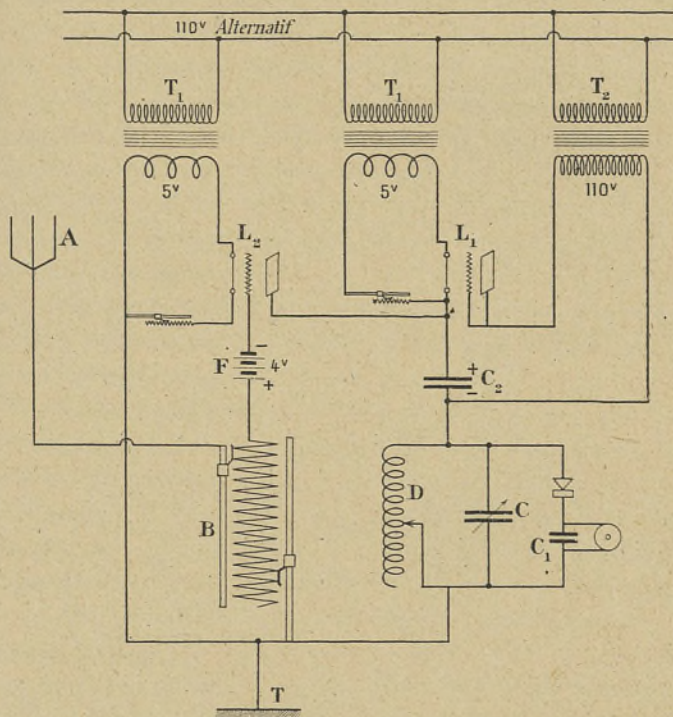 110v Alternatif
T1
T1
T2
5v
5v
110v
A
L2
L1
F
−
4v
+
+
−
C2
B
D
C
C1
T